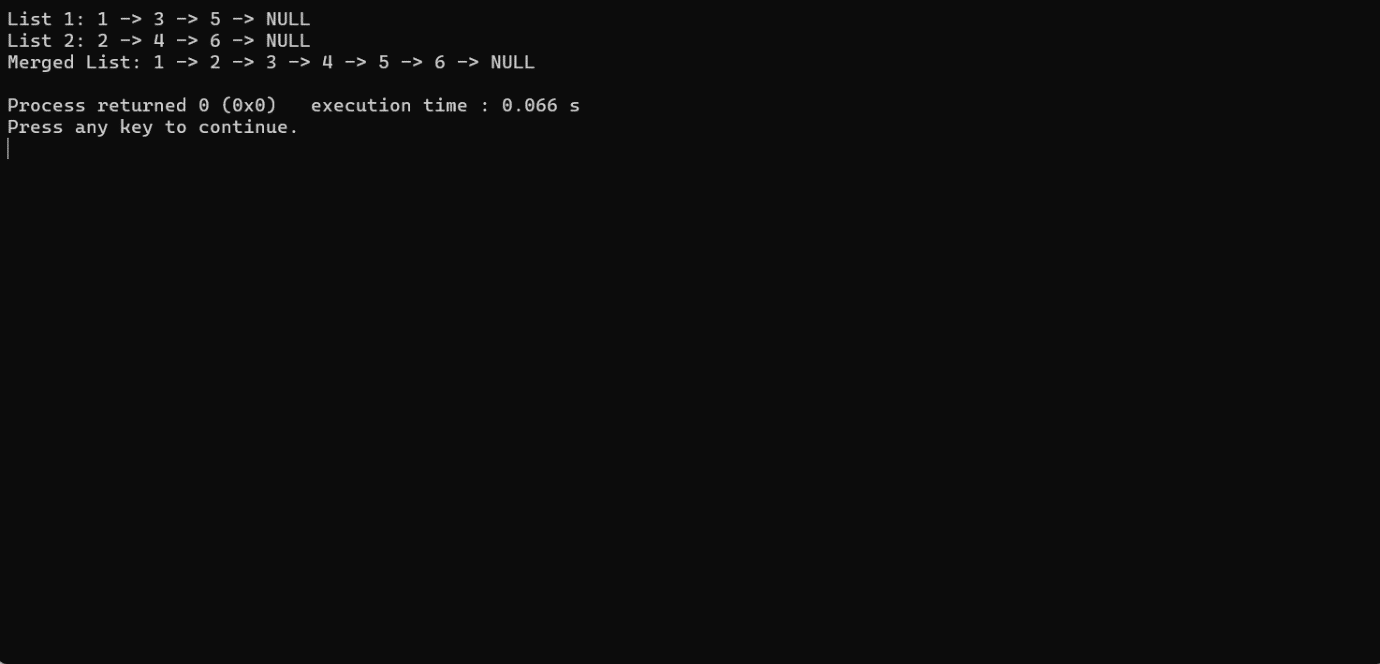 List 1: 1 -> 3 -> 5 -> NULL
List 2: 2 -> 4 -> 6 -> NULL
Merged List: 1 -> 2 -> 3 -> 4 -> 5 -> 6 -> NULL
Process returned 0 (0x0)   execution time : 0.066 s
Press any key to continue.